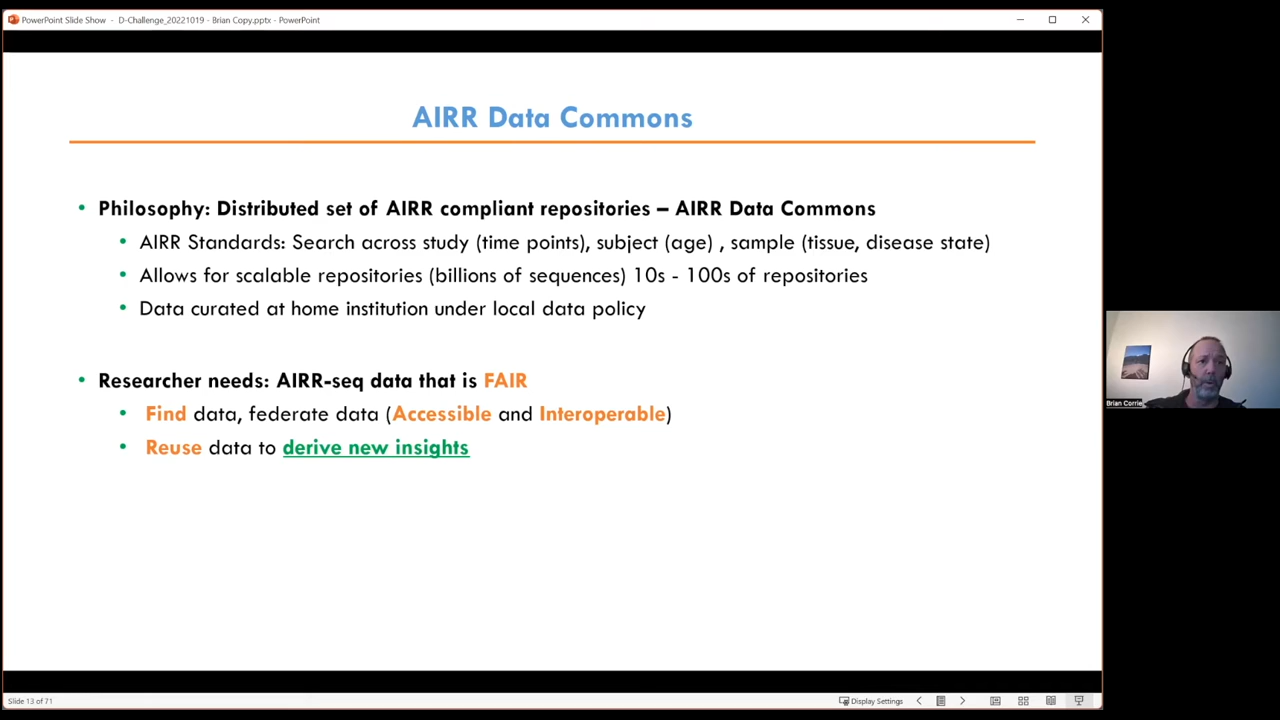 PowerPoint Slide Show - D-Challenge_20221019 - Brian Copy.pptx - PowerPoint
AIRR Data Commons
• Philosophy: Distributed set of AIRR compliant repositories – AIRR Data Commons
• AIRR Standards: Search across study (time points), subject (age) , sample (tissue, disease state)
• Allows for scalable repositories (billions of sequences) 10s - 100s of repositories
• Data curated at home institution under local data policy
• Researcher needs: AIRR-seq data that is FAIR
• Find data, federate data (Accessible and Interoperable)
• Reuse data to derive new insights
Brian Corrie
Slide 13 of 71
Display Settings